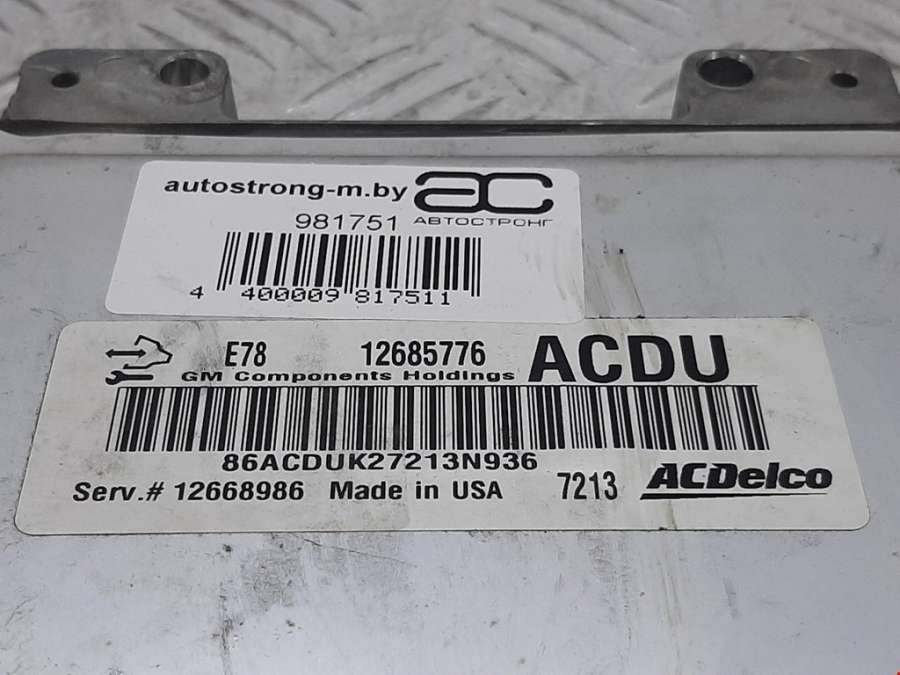 autostrong-m.by ac
981751 АВТОСТРОНГ
4 400009 817511
E78 12685776 ACDU
GM Components Holdings
86ACDUK27213N936
Serv.# 12668986 Made in USA 7213 ACDelco